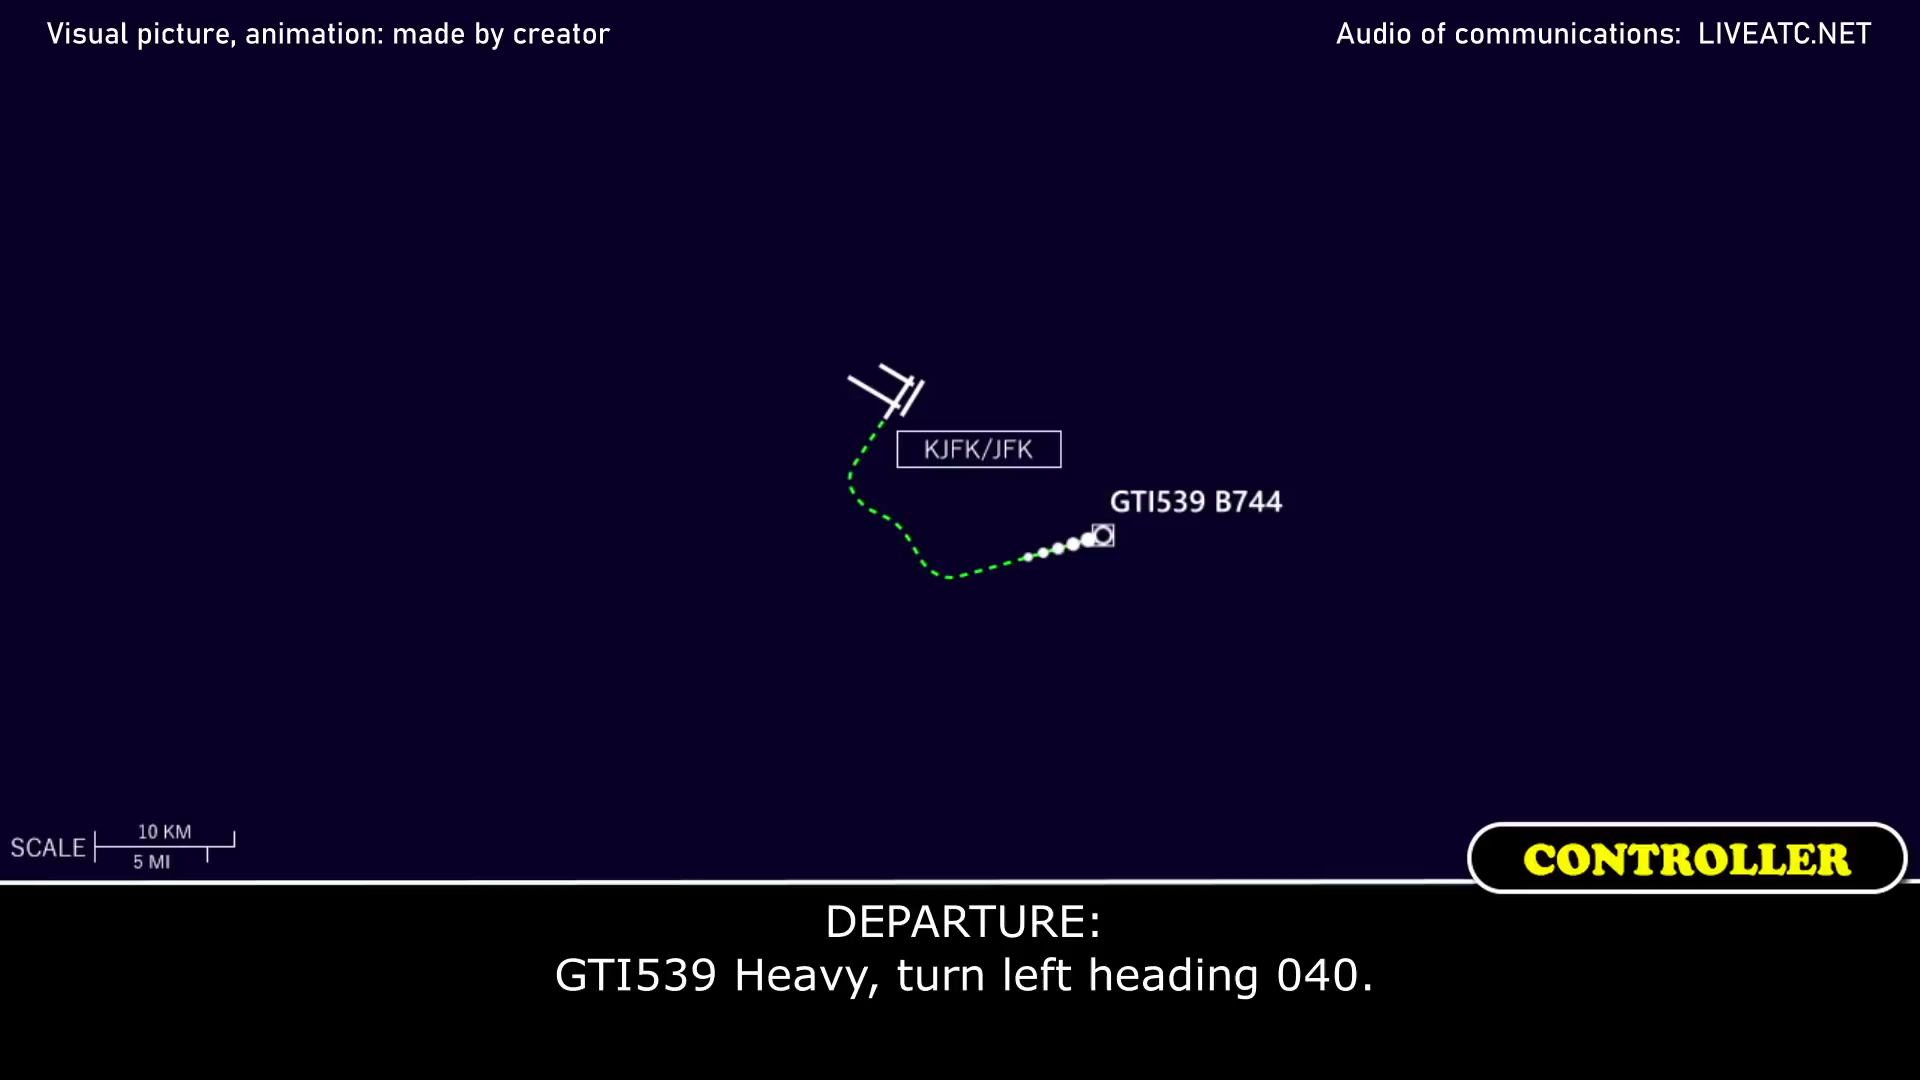 Visual picture, animation: made by creator
Audio of communications: LIVEATC.NET
KJFK/JFK
GTI539 B744
SCALE
10 KM
5 MI
CONTROLLER
DEPARTURE:
GTI539 Heavy, turn left heading 040.